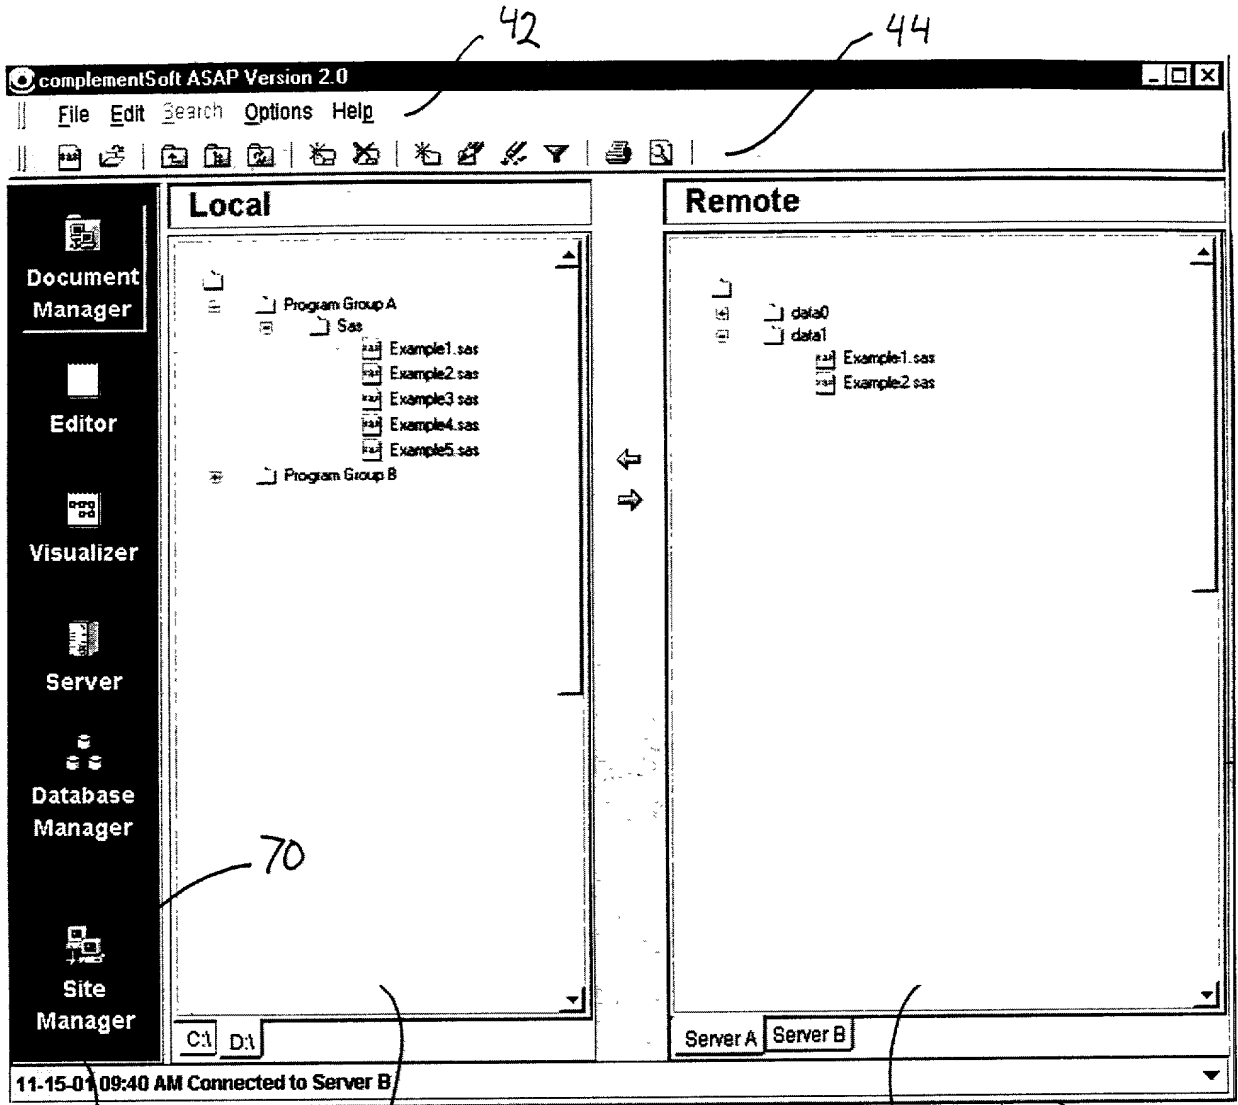 42
44
complementSoft ASAP Version 2.0
File Edit Search Options Help
Local
Remote
Document
Manager
Editor
Visualizer
Server
Database
Manager
Site
Manager
Program Group A
Sas
Example1.sas
Example2.sas
Example3.sas
Example4.sas
Example5.sas
Program Group B
data0
data1
Example1.sas
Example2.sas
70
C:\ D:\
Server A Server B
11-15-01 09:40 AM Connected to Server B